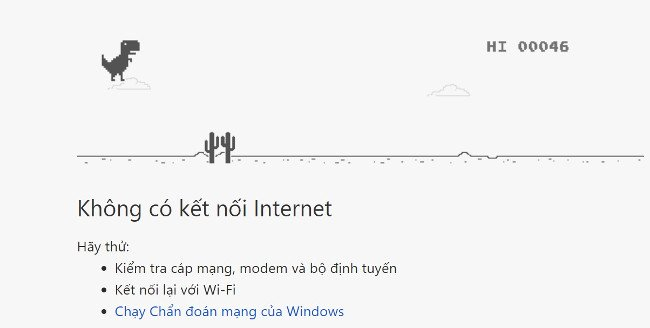 HI 00046
Không có kết nối Internet
Hãy thử:
Kiểm tra cáp mạng, modem và bộ định tuyến
Kết nối lại với Wi-Fi
Chạy Chẩn đoán mạng của Windows